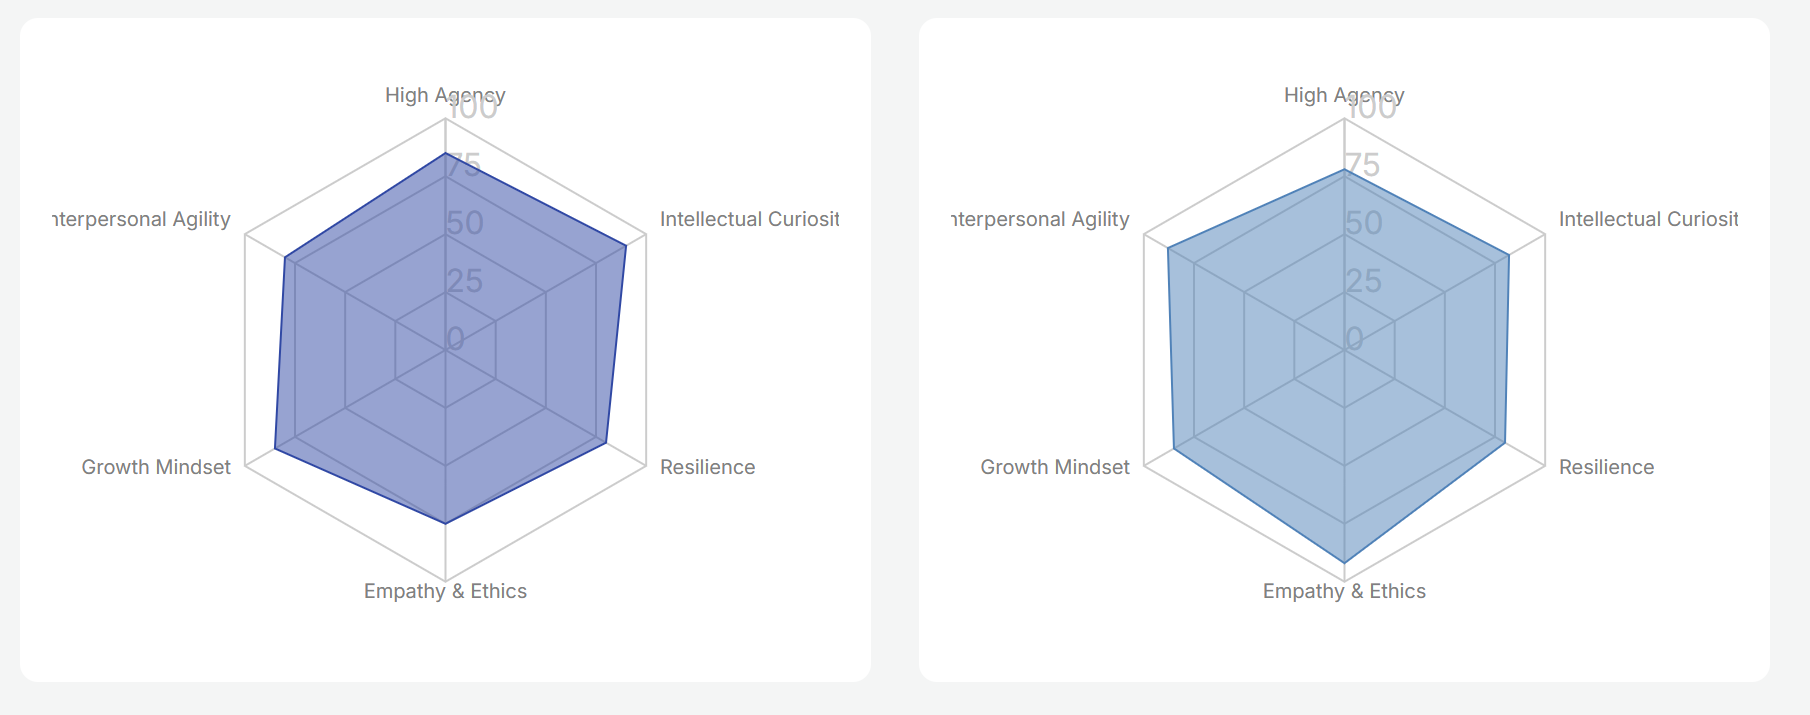 High Agency
100
75
nterpersonal Agility
Intellectual Curiosit
50
25
0
Growth Mindset
Resilience
Empathy & Ethics
High Agency
100
75
nterpersonal Agility
Intellectual Curiosit
50
25
0
Growth Mindset
Resilience
Empathy & Ethics